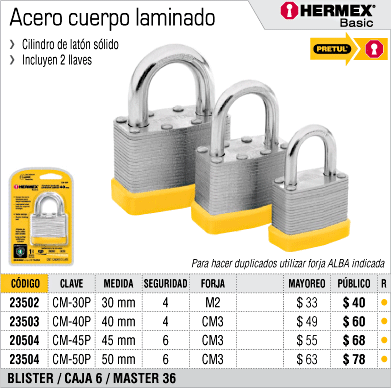 Acero cuerpo laminado
HERMEX
Basic
PRETUL
› Cilindro de latón sólido
› Incluyen 2 llaves
HERMEX
Para hacer duplicados utilizar forja ALBA indicada
CÓDIGO CLAVE MEDIDA SEGURIDAD FORJA MAYOREO PÚBLICO R
23502 CM-30P 30 mm 4 M2 $ 33 $ 40
23503 CM-40P 40 mm 4 CM3 $ 49 $ 60
20504 CM-45P 45 mm 6 CM3 $ 55 $ 68
23504 CM-50P 50 mm 6 CM3 $ 63 $ 78
BLISTER / CAJA 6 / MASTER 36